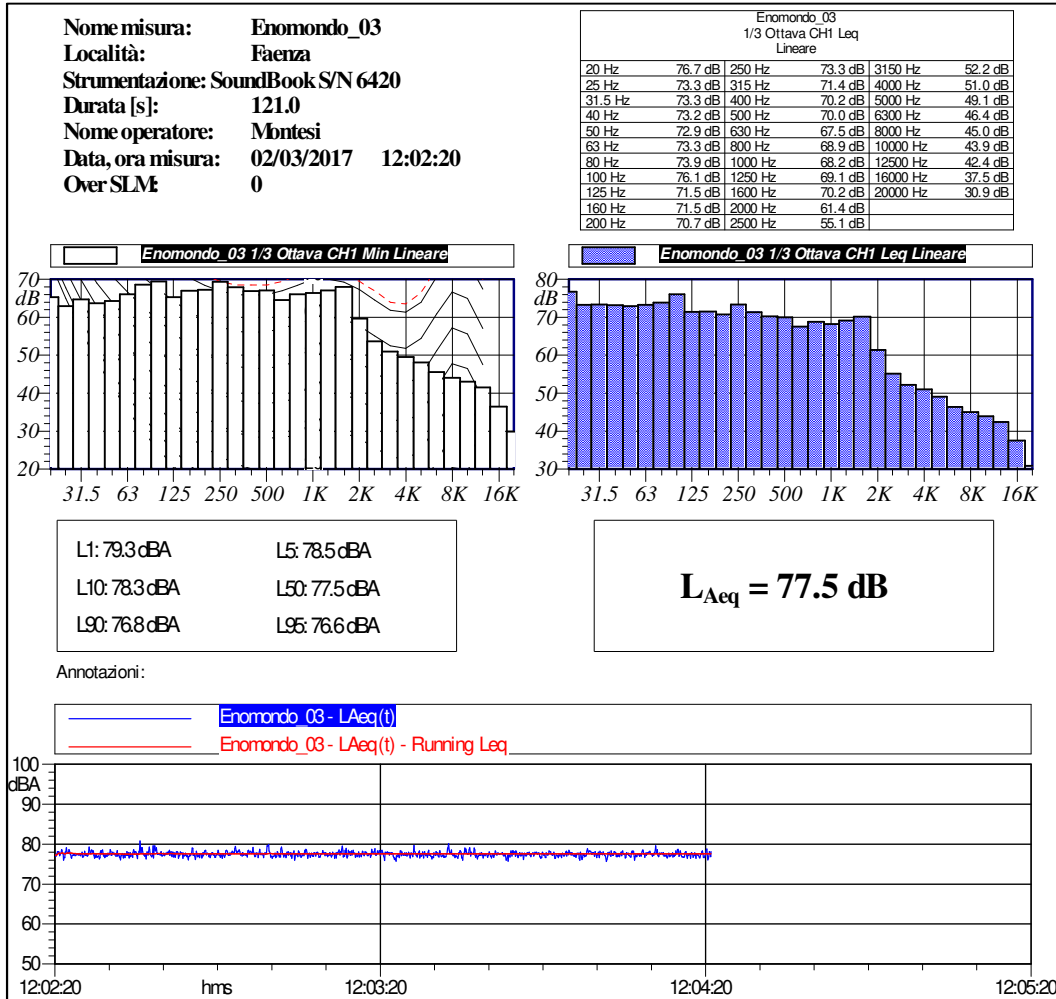 Nome misura: Enomondo_03
Località: Faenza
Strumentazione: SoundBook S/N 6420
Durata [s]: 121.0
Nome operatore: Montesi
Data, ora misura: 02/03/2017 12:02:20
Over SLM: 0
Enomondo_03
1/3 Ottava CH1 Leq
Lineare
20 Hz 76.7 dB 250 Hz 73.3 dB 3150 Hz 52.2 dB
25 Hz 73.3 dB 315 Hz 71.4 dB 4000 Hz 51.0 dB
31.5 Hz 73.3 dB 400 Hz 70.2 dB 5000 Hz 49.1 dB
40 Hz 73.2 dB 500 Hz 70.0 dB 6300 Hz 46.4 dB
50 Hz 72.9 dB 630 Hz 67.5 dB 8000 Hz 45.0 dB
63 Hz 73.3 dB 800 Hz 68.9 dB 10000 Hz 43.9 dB
80 Hz 73.9 dB 1000 Hz 68.2 dB 12500 Hz 42.4 dB
100 Hz 76.1 dB 1250 Hz 69.1 dB 16000 Hz 37.5 dB
125 Hz 71.5 dB 1600 Hz 70.2 dB 20000 Hz 30.9 dB
160 Hz 71.5 dB 2000 Hz 61.4 dB
200 Hz 70.7 dB 2500 Hz 55.1 dB
Enomondo_03 1/3 Ottava CH1 Min Lineare
70
dB
60
50
40
30
20
31.5 63 125 250 500 1K 2K 4K 8K 16K
Enomondo_03 1/3 Ottava CH1 Leq Lineare
80
dB
70
60
50
40
30
31.5 63 125 250 500 1K 2K 4K 8K 16K
L1: 79.3 dBA L5: 78.5 dBA
L10: 78.3 dBA L50: 77.5 dBA
L90: 76.8 dBA L95: 76.6 dBA
LAeq = 77.5 dB
Annotazioni:
Enomondo_03 - LAeq(t)
Enomondo_03 - LAeq(t) - Running Leq
100
dBA
90
80
70
60
50
12:02:20 hms 12:03:20 12:04:20 12:05:20